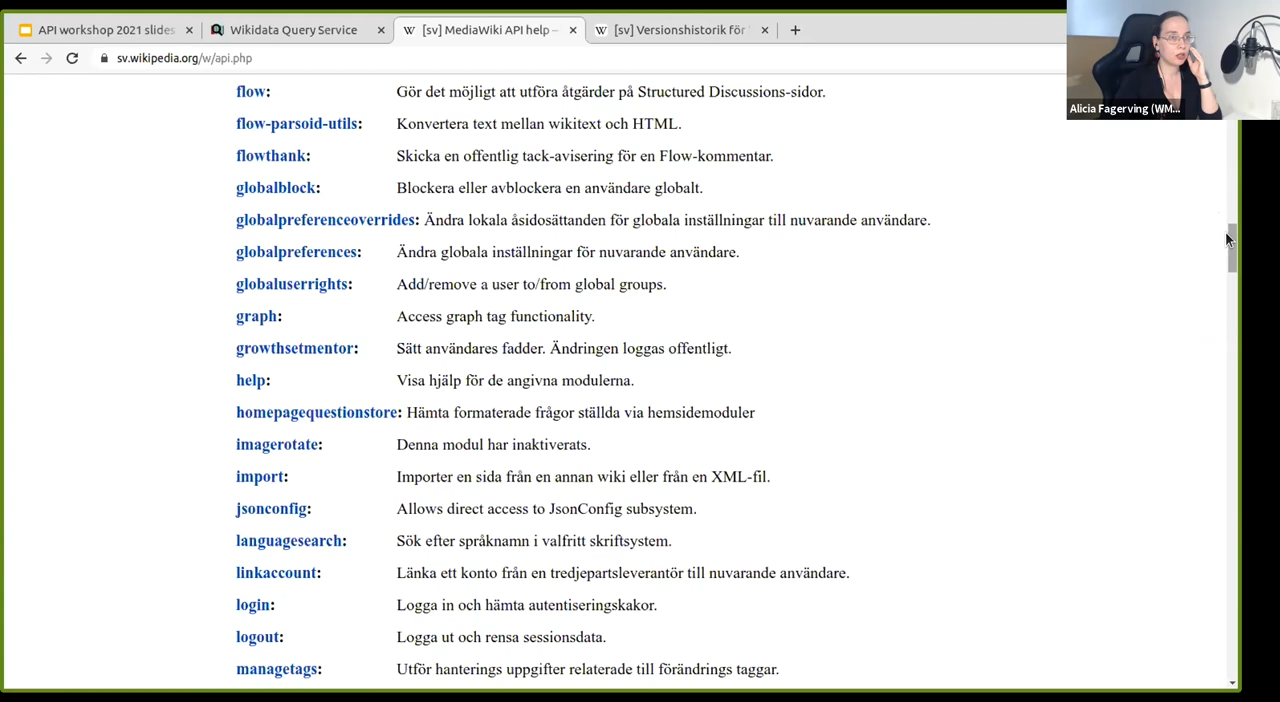 API workshop 2021 slides
Wikidata Query Service
[sv] MediaWiki API help –
[sv] Versionshistorik för
sv.wikipedia.org/w/api.php
Alicia Fagerving (WM...
flow: Gör det möjligt att utföra åtgärder på Structured Discussions-sidor.
flow-parsoid-utils: Konvertera text mellan wikitext och HTML.
flowthank: Skicka en offentlig tack-avisering för en Flow-kommentar.
globalblock: Blockera eller avblockera en användare globalt.
globalpreferenceoverrides: Ändra lokala åsidosättanden för globala inställningar till nuvarande användare.
globalpreferences: Ändra globala inställningar för nuvarande användare.
globaluserrights: Add/remove a user to/from global groups.
graph: Access graph tag functionality.
growthsetmentor: Sätt användares fadder. Ändringen loggas offentligt.
help: Visa hjälp för de angivna modulerna.
homepagequestionstore: Hämta formaterade frågor ställda via hemsidemoduler
imagerotate: Denna modul har inaktiverats.
import: Importer en sida från en annan wiki eller från en XML-fil.
jsonconfig: Allows direct access to JsonConfig subsystem.
languagesearch: Sök efter språknamn i valfritt skriftsystem.
linkaccount: Länka ett konto från en tredjepartsleverantör till nuvarande användare.
login: Logga in och hämta autentiseringskakor.
logout: Logga ut och rensa sessionsdata.
managetags: Utför hanterings uppgifter relaterade till förändrings taggar.